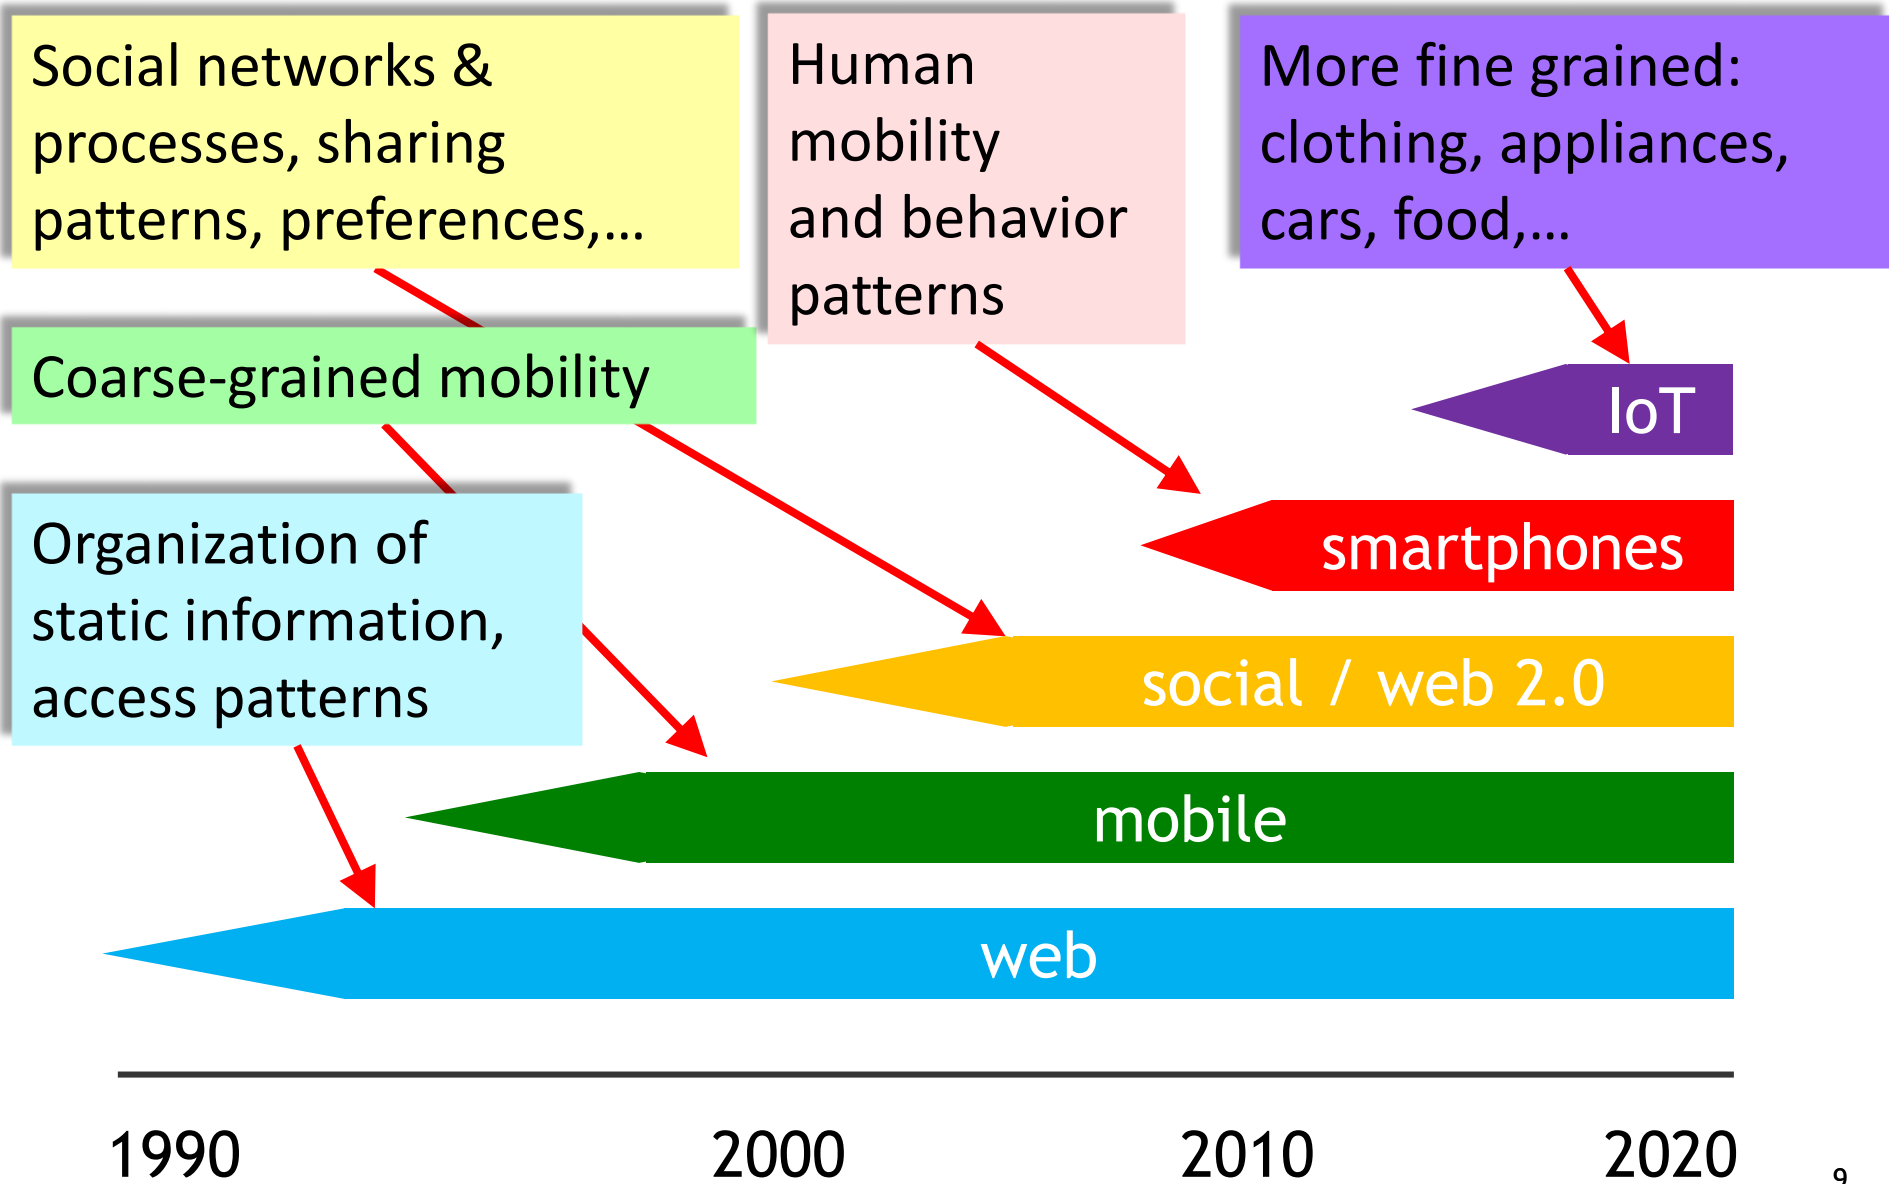 Social networks &
processes, sharing
patterns, preferences,...
Human
mobility
and behavior
patterns
More fine grained:
clothing, appliances,
cars, food,...
Coarse-grained mobility
Organization of
static information,
access patterns
IoT
smartphones
social / web 2.0
mobile
web
1990
2000
2010
2020
9